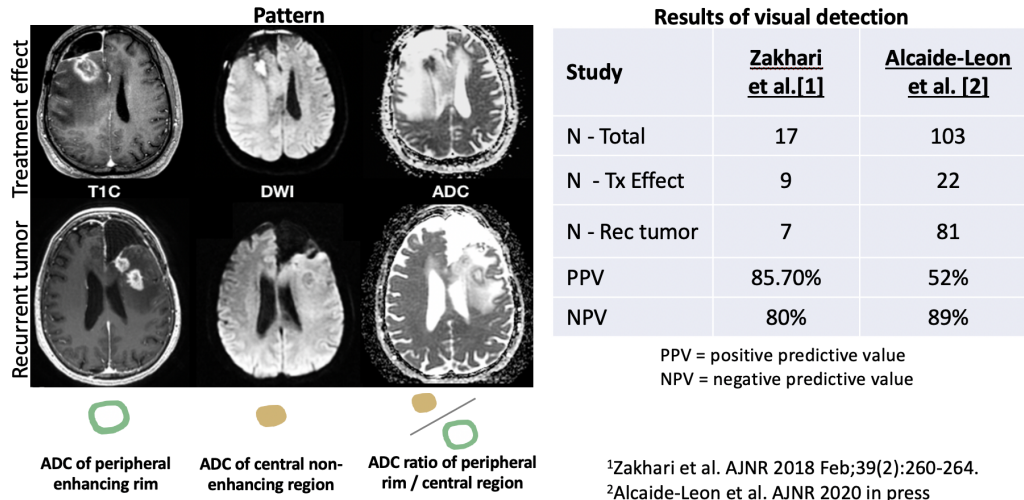 Pattern
Treatment effect
T1C
DWI
ADC
Recurrent tumor
ADC of peripheral
enhancing rim
ADC of central non-
enhancing region
ADC ratio of peripheral
rim / central region
Results of visual detection
Study
Zakhari
et al.[1]
Alcaide-Leon
et al. [2]
N - Total
17
103
N - Tx Effect
9
22
N - Rec tumor
7
81
PPV
85.70%
52%
NPV
80%
89%
PPV = positive predictive value
NPV = negative predictive value
¹Zakhari et al. AJNR 2018 Feb;39(2):260-264.
²Alcaide-Leon et al. AJNR 2020 in press